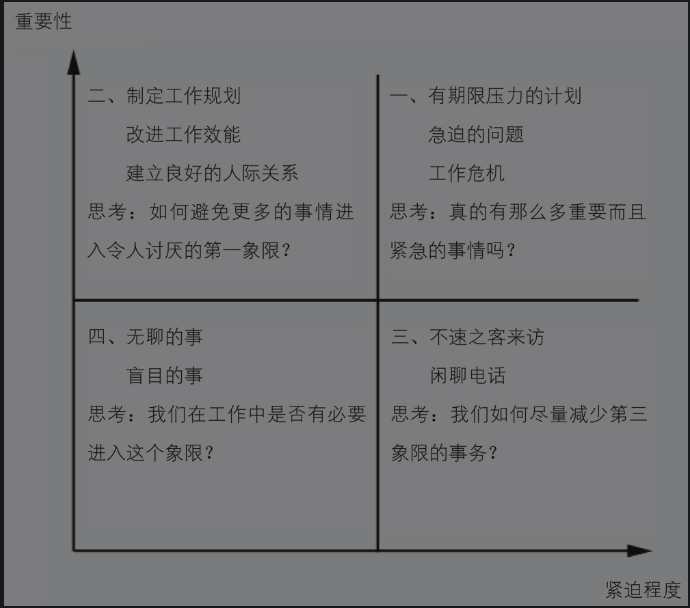 重要性
二、制定工作规划
改进工作效能
建立良好的人际关系
思考：如何避免更多的事情进
入令人讨厌的第一象限？
一、有期限压力的计划
急迫的问题
工作危机
思考：真的有那么多重要而且
紧急的事情吗？
四、无聊的事
盲目的事
思考：我们在工作中是否有必要
进入这个象限？
三、不速之客来访
闲聊电话
思考：我们如何尽量减少第三
象限的事务？
紧迫程度